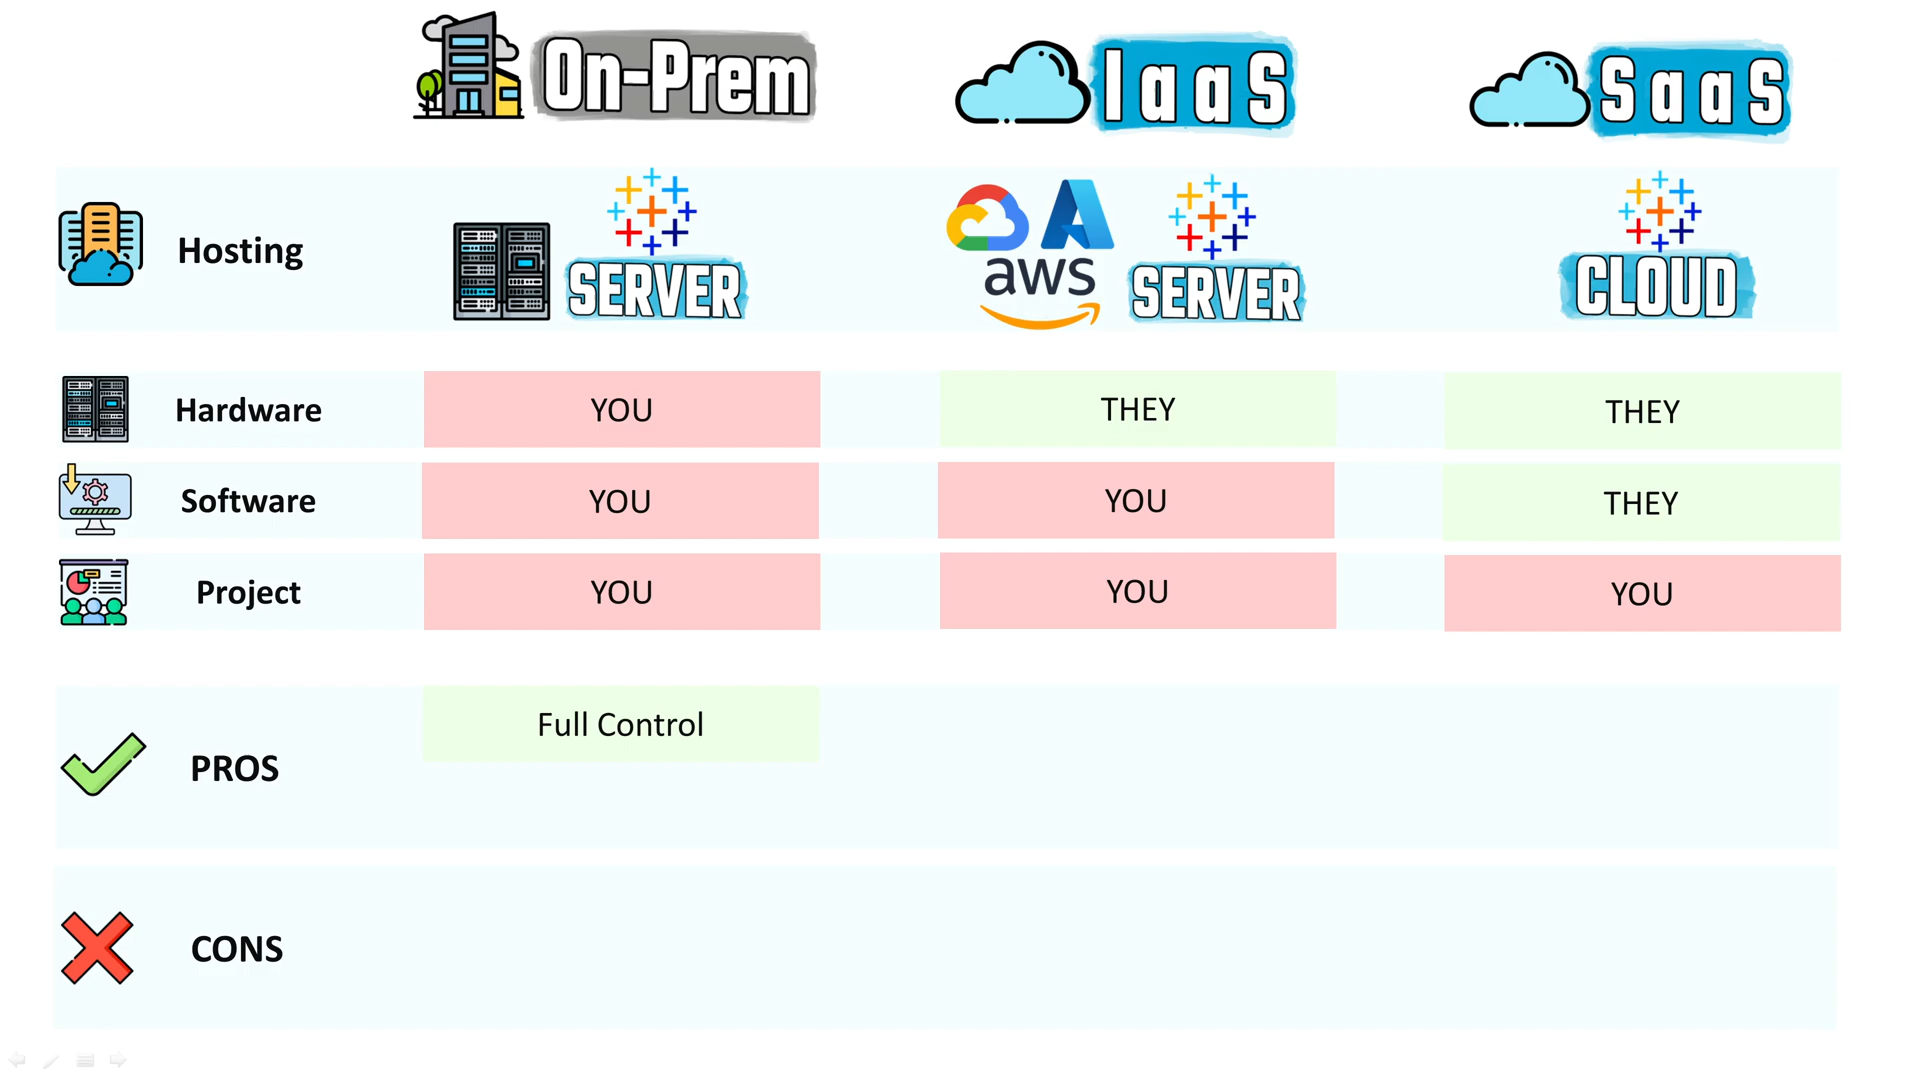 On-Prem
IaaS
SaaS
Hosting
SERVER
aws
SERVER
CLOUD
Hardware
YOU
THEY
THEY
Software
YOU
YOU
THEY
Project
YOU
YOU
YOU
PROS
Full Control
CONS